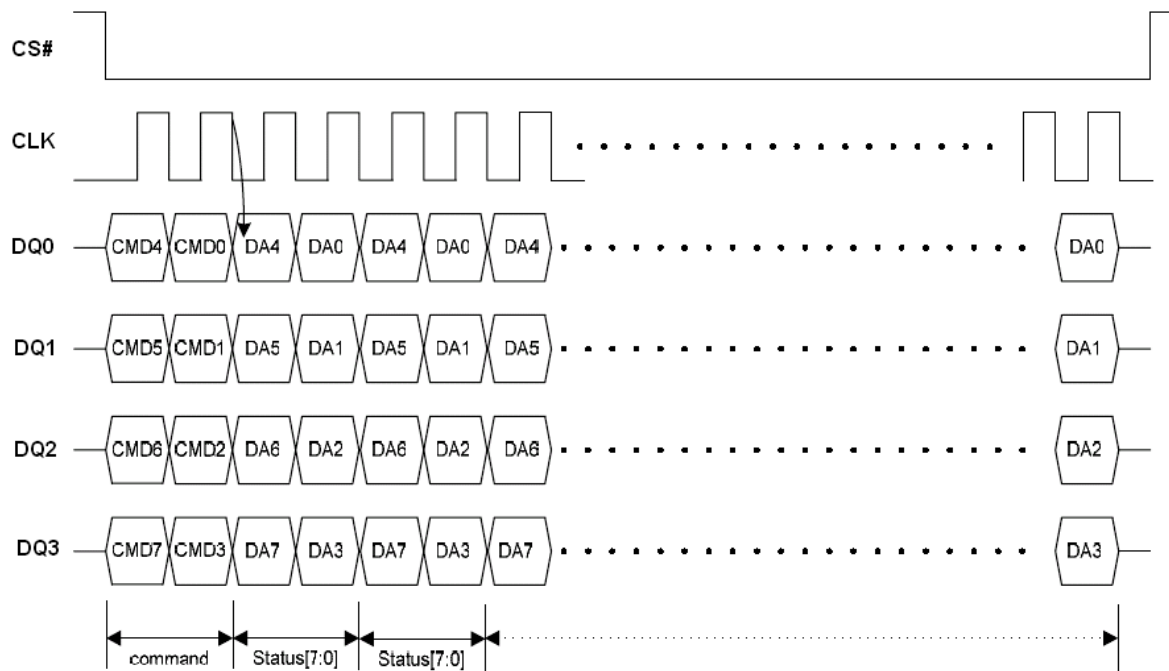 CS#
CLK
DQ0 CMD4 CMD0 DA4 DA0 DA4 DA0 DA4 DA0
DQ1 CMD5 CMD1 DA5 DA1 DA5 DA1 DA5 DA1
DQ2 CMD6 CMD2 DA6 DA2 DA6 DA2 DA6 DA2
DQ3 CMD7 CMD3 DA7 DA3 DA7 DA3 DA7 DA3
command Status[7:0] Status[7:0]